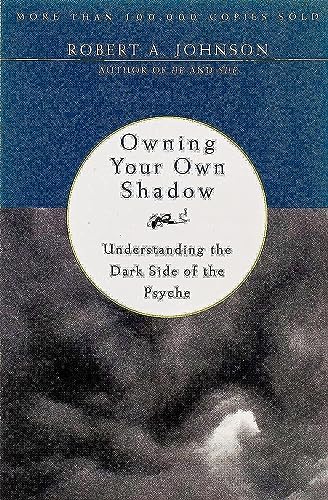 MORE THAN 100,000 COPIES SOLD
ROBERT A. JOHNSON
AUTHOR OF HE AND SHE
Owning
Your Own
Shadow
Understanding the
Dark Side of the
Psyche